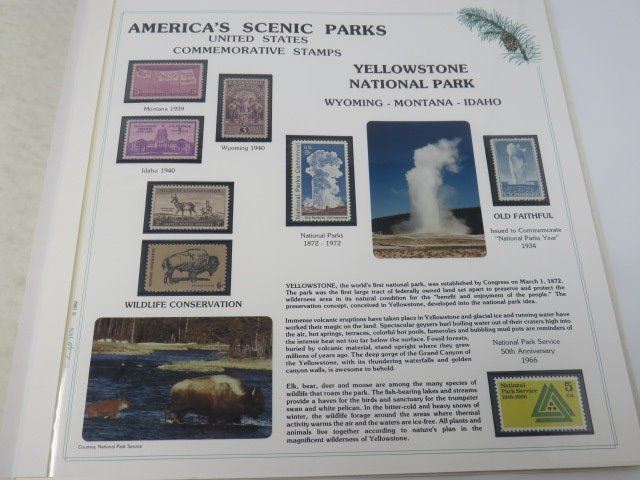 AMERICA'S SCENIC PARKS
UNITED STATES
COMMEMORATIVE STAMPS
YELLOWSTONE
NATIONAL PARK
WYOMING - MONTANA - IDAHO
Montana 1939
Wyoming 1940
Idaho 1940
National Parks Centennial
National Parks
1872 - 1972
OLD FAITHFUL
Issued to Commemorate
"National Parks Year"
1934
WILDLIFE CONSERVATION
YELLOWSTONE, the world's first national park, was established by Congress on March 1, 1872.
The park was the first large tract of federally owned land set apart to preserve and protect the
wilderness area in its natural condition for the "benefit and enjoyment of the people." The
preservation concept, conceived in Yellowstone, developed into the national park idea.
Immense volcanic eruptions have taken place in Yellowstone and glacial ice and running water have
worked their magic on the land. Spectacular geysers hurl boiling water out of their craters high into
the air, hot springs, terraces, colorful hot pools, fumeroles and bubbling mud pots are reminders of
the intense heat not too far below the surface. Fossil forests,
buried by volcanic material, stand upright where they grew
millions of years ago. The deep gorge of the Grand Canyon of
the Yellowstone, with its thundering waterfalls and golden
canyon walls, is awesome to behold.
Elk, bear, deer and moose are among the many species of
wildlife that roam the park. The fish-bearing lakes and streams
provide a haven for the birds and sanctuary for the trumpeter
swan and white pelican. In the bitter-cold and heavy snows of
winter, the wildlife forage around the areas where thermal
activity warms the air and the waters are ice-free. All plants and
animals live together according to nature's plan in the
magnificent wilderness of Yellowstone.
National Park Service
50th Anniversary
1966
National
Park Service
1916-1966
5
Courtesy National Park Service